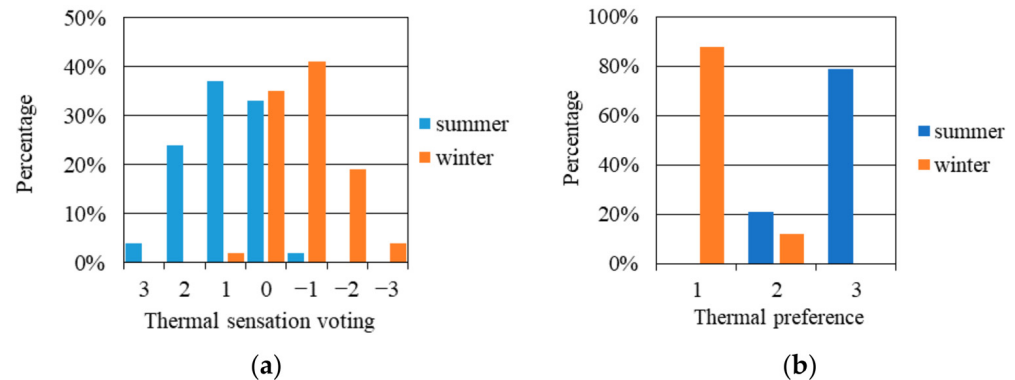 50%
40%
30%
20%
10%
0%
Percentage
3 2 1 0 −1 −2 −3
Thermal sensation voting
summer
winter
(a)
100%
80%
60%
40%
20%
0%
Percentage
1 2 3
Thermal preference
summer
winter
(b)